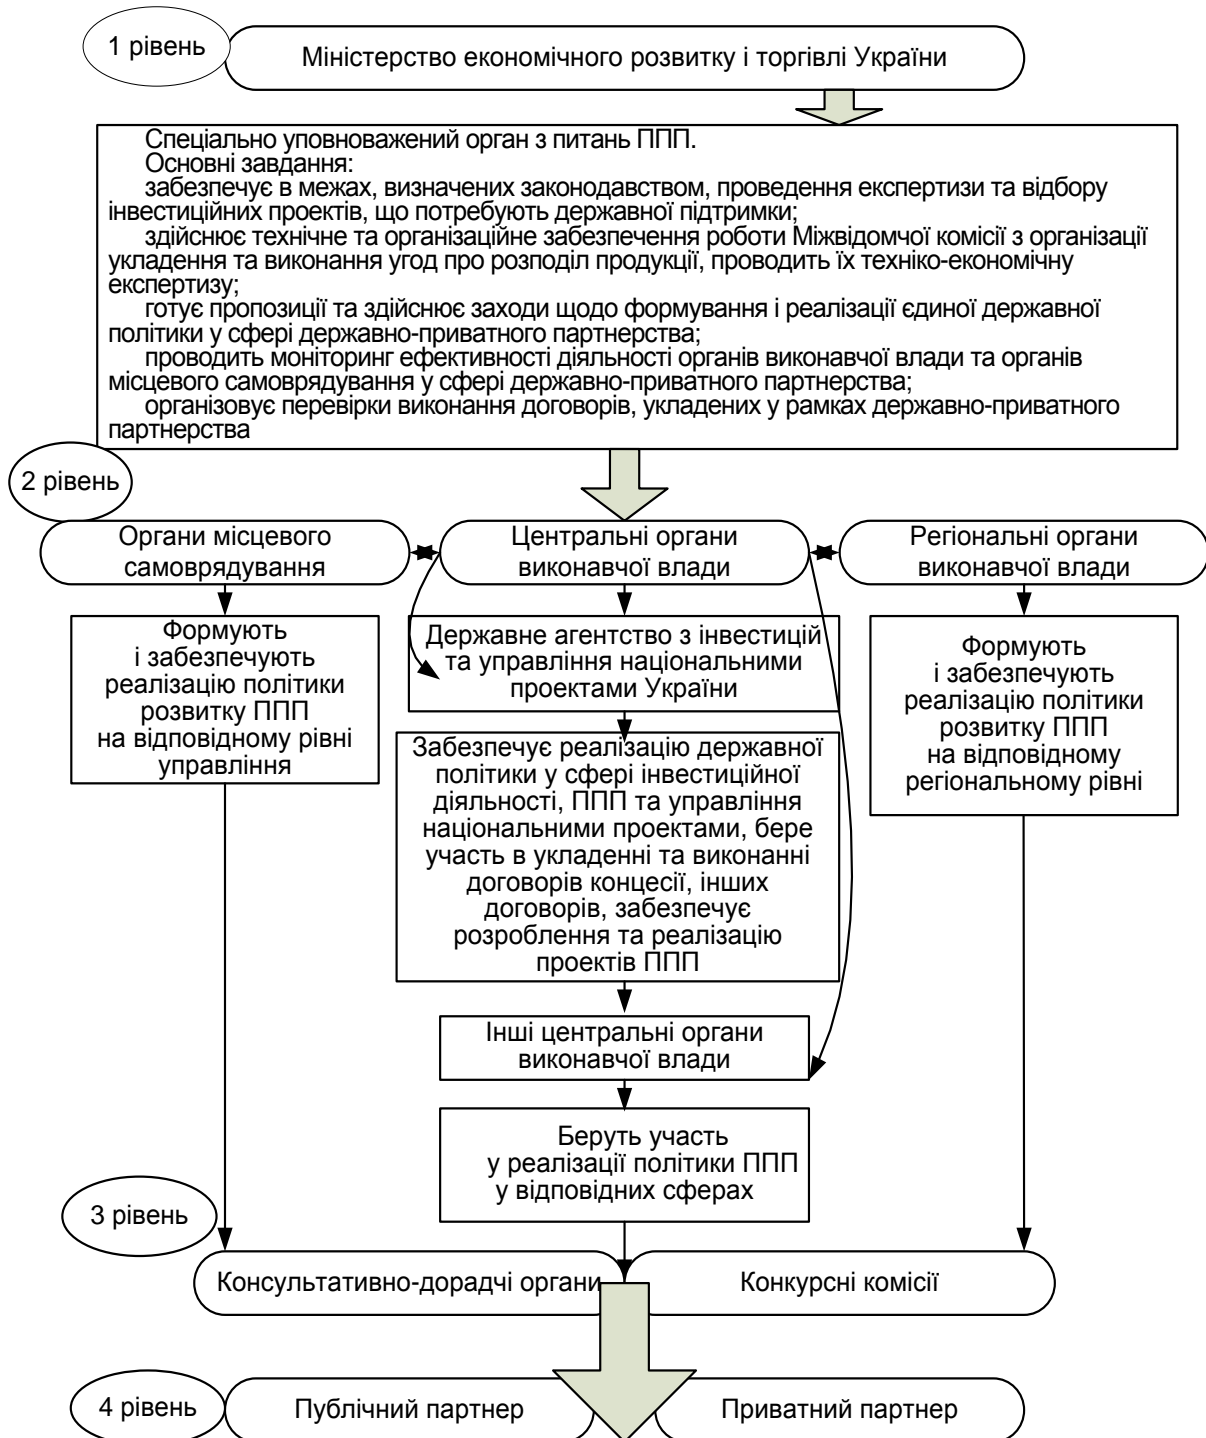 1 рівень
Міністерство економічного розвитку і торгівлі України
Спеціально уповноважений орган з питань ППП.
Основні завдання:
забезпечує в межах, визначених законодавством, проведення експертизи та відбору
інвестиційних проектів, що потребують державної підтримки;
здійснює технічне та організаційне забезпечення роботи Міжвідомчої комісії з організації
укладення та виконання угод про розподіл продукції, проводить їх техніко-економічну
експертизу;
готує пропозиції та здійснює заходи щодо формування і реалізації єдиної державної
політики у сфері державно-приватного партнерства;
проводить моніторинг ефективності діяльності органів виконавчої влади та органів
місцевого самоврядування у сфері державно-приватного партнерства;
організовує перевірки виконання договорів, укладених у рамках державно-приватного
партнерства
2 рівень
Органи місцевого
самоврядування
Центральні органи
виконавчої влади
Регіональні органи
виконавчої влади
Формують
і забезпечують
реалізацію політики
розвитку ППП
на відповідному рівні
управління
Державне агентство з інвестицій
та управління національними
проектами України
Формують
і забезпечують
реалізацію політики
розвитку ППП
на відповідному
регіональному рівні
Забезпечує реалізацію державної
політики у сфері інвестиційної
діяльності, ППП та управління
національними проектами, бере
участь в укладенні та виконанні
договорів концесії, інших
договорів, забезпечує
розроблення та реалізацію
проектів ППП
Інші центральні органи
виконавчої влади
Беруть участь
у реалізації політики ППП
у відповідних сферах
3 рівень
Консультативно-дорадчі органи
Конкурсні комісії
4 рівень
Публічний партнер
Приватний партнер